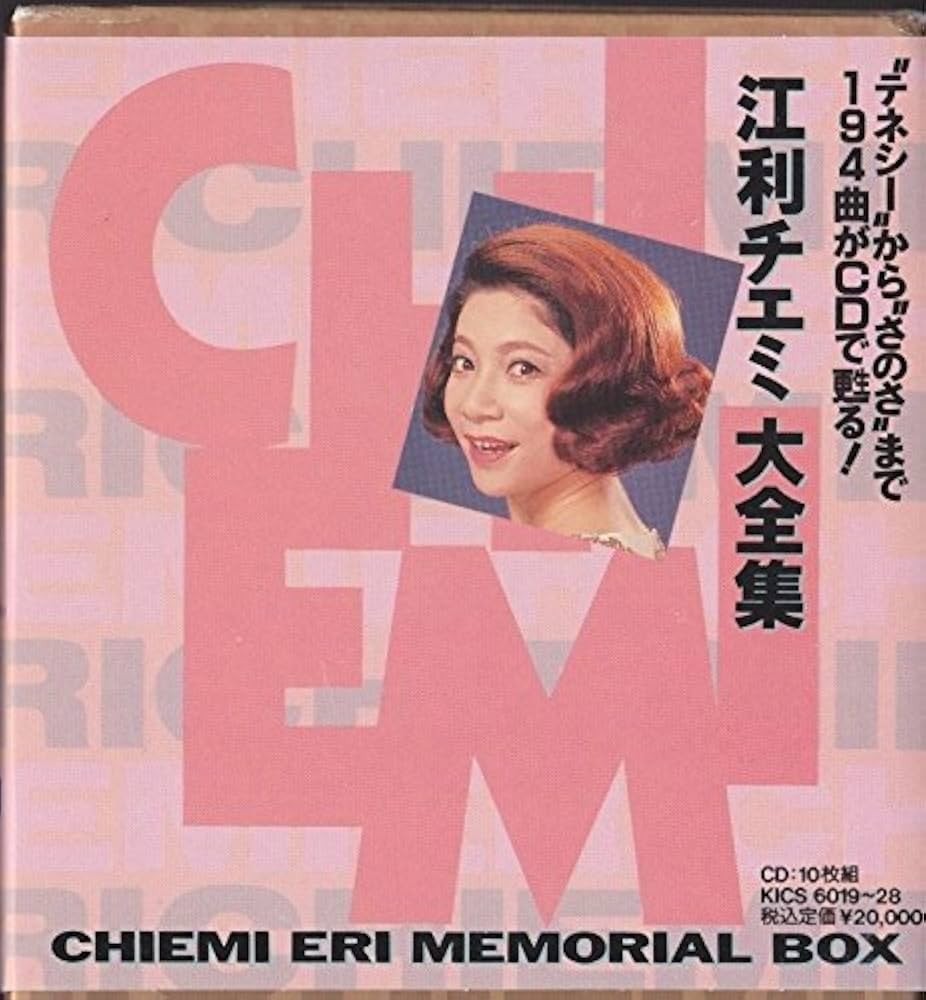 "テネシー"から"さのさ"まで
194曲がCDで甦る!
江利チエミ 大全集
CHIEMI
CD:10枚組
KICS 6019~28
税込定価¥20,000
CHIEMI ERI MEMORIAL BOX